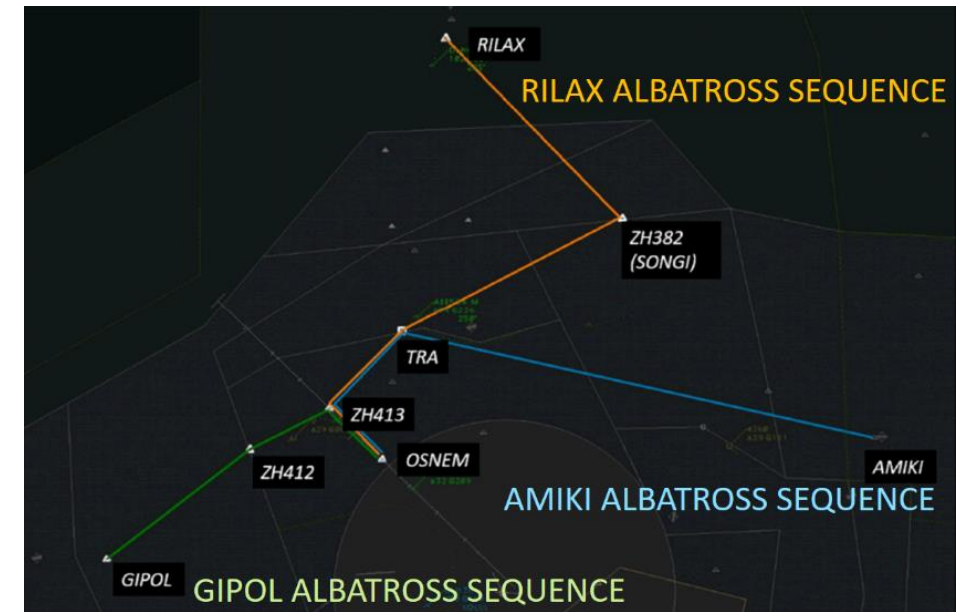 RILAX
RILAX ALBATROSS SEQUENCE
ZH382
(SONGI)
TRA
ZH413
OSNEM
ZH412
AMIKI
AMIKI ALBATROSS SEQUENCE
GIPOL
GIPOL ALBATROSS SEQUENCE